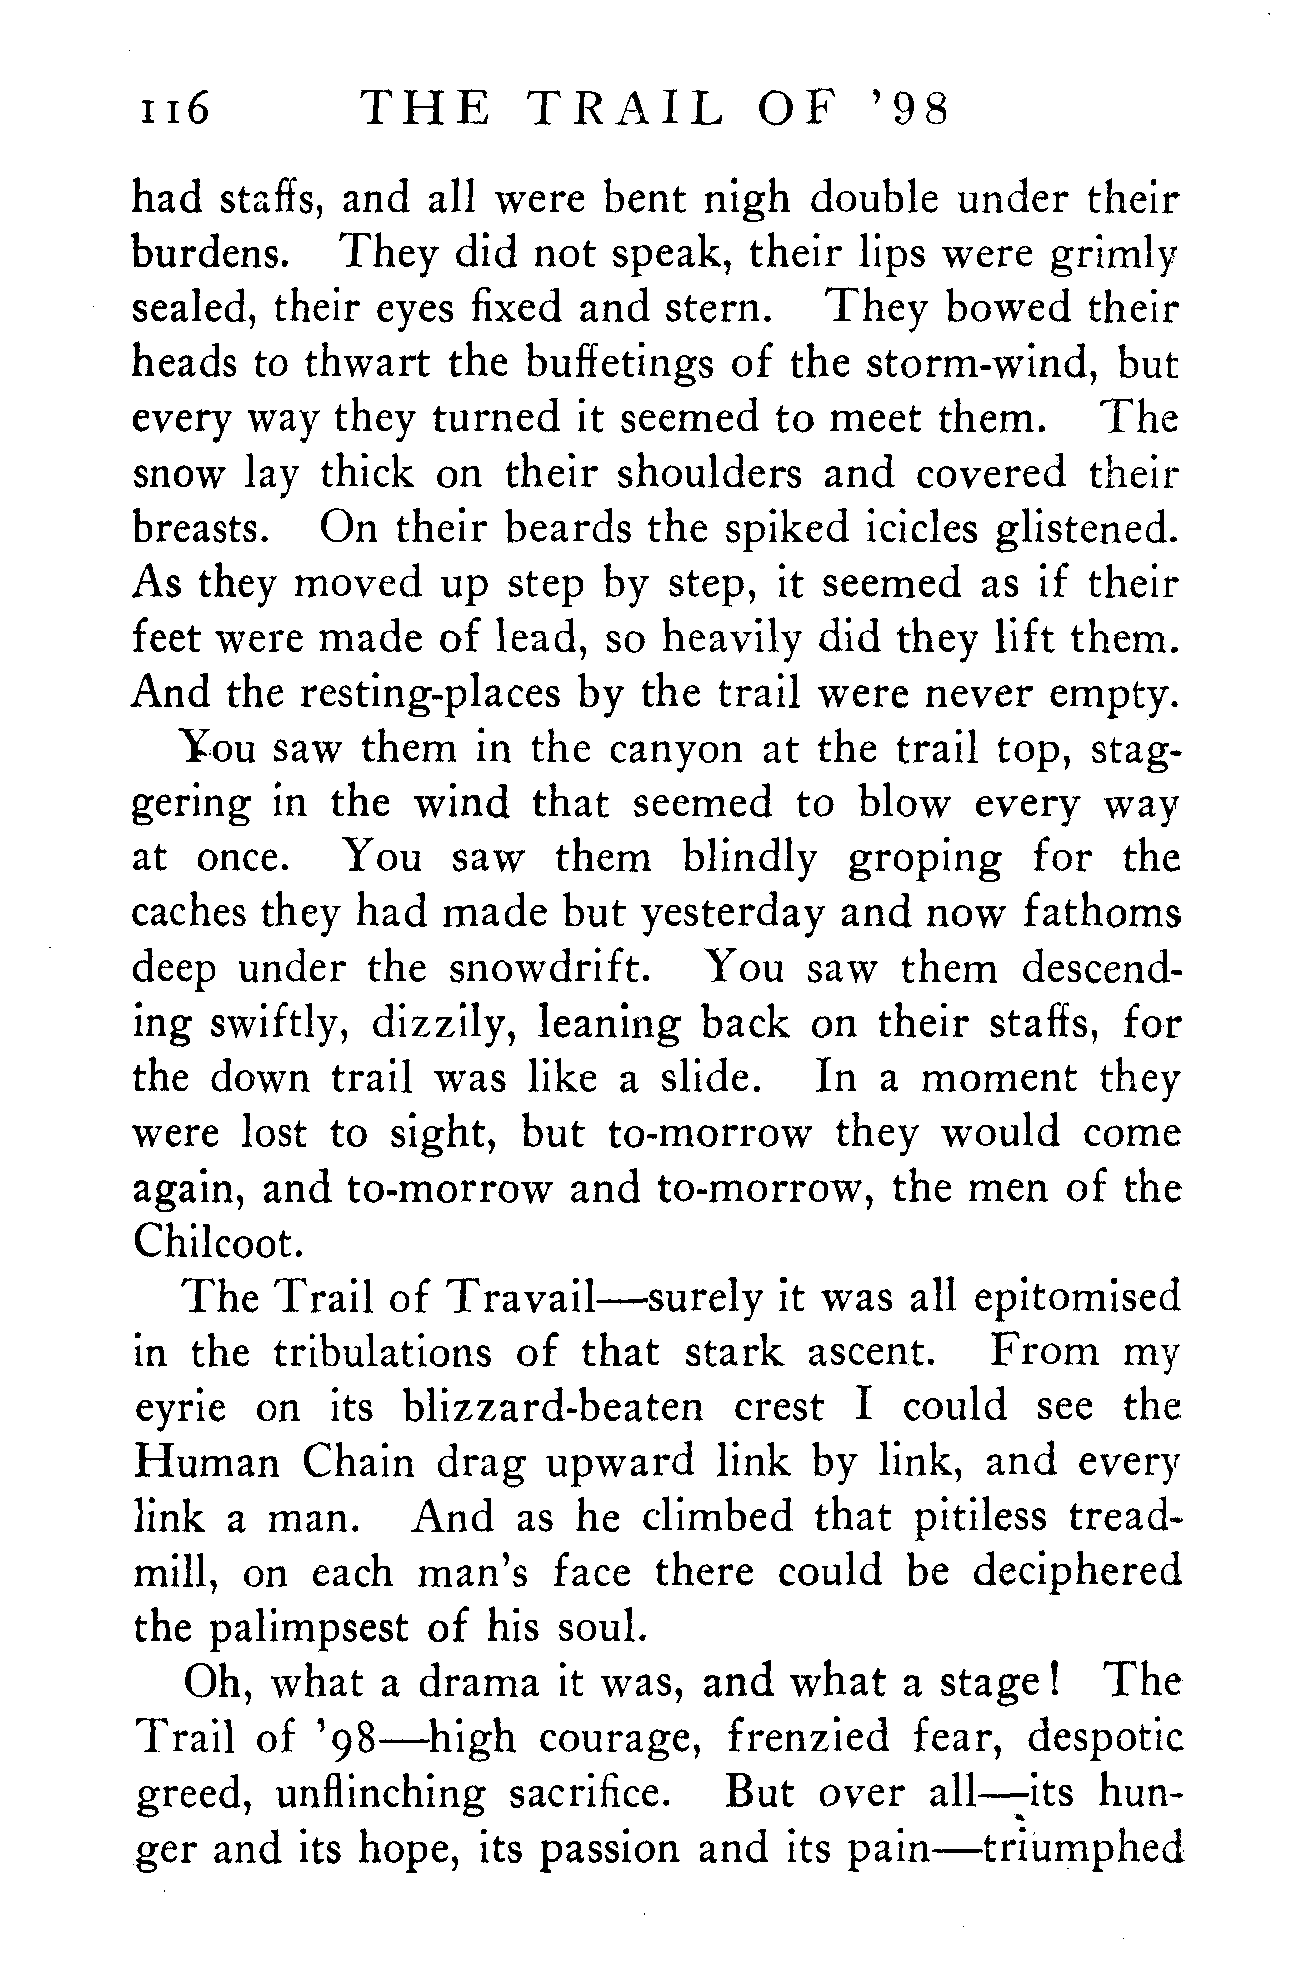 116 THE TRAIL OF '98
had staffs, and all were bent nigh double under their
burdens. They did not speak, their lips were grimly
sealed, their eyes fixed and stern. They bowed their
heads to thwart the buffetings of the storm-wind, but
every way they turned it seemed to meet them. The
snow lay thick on their shoulders and covered their
breasts. On their beards the spiked icicles glistened.
As they moved up step by step, it seemed as if their
feet were made of lead, so heavily did they lift them.
And the resting-places by the trail were never empty.
You saw them in the canyon at the trail top, stag-
gering in the wind that seemed to blow every way
at once. You saw them blindly groping for the
caches they had made but yesterday and now fathoms
deep under the snowdrift. You saw them descend-
ing swiftly, dizzily, leaning back on their staffs, for
the down trail was like a slide. In a moment they
were lost to sight, but to-morrow they would come
again, and to-morrow and to-morrow, the men of the
Chilcoot.
The Trail of Travail—surely it was all epitomised
in the tribulations of that stark ascent. From my
eyrie on its blizzard-beaten crest I could see the
Human Chain drag upward link by link, and every
link a man. And as he climbed that pitiless tread-
mill, on each man's face there could be deciphered
the palimpsest of his soul.
Oh, what a drama it was, and what a stage! The
Trail of '98—high courage, frenzied fear, despotic
greed, unflinching sacrifice. But over all—its hun-
ger and its hope, its passion and its pain—triumphed